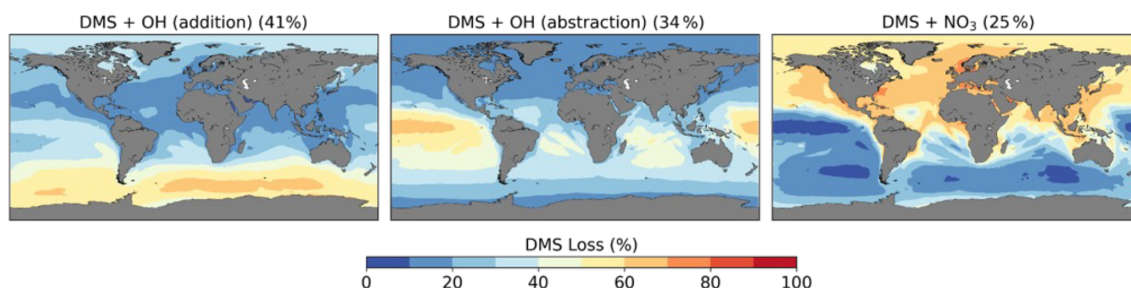 DMS + OH (addition) (41%)
DMS + OH (abstraction) (34%)
DMS + NO₃ (25%)
DMS Loss (%)
0 20 40 60 80 100